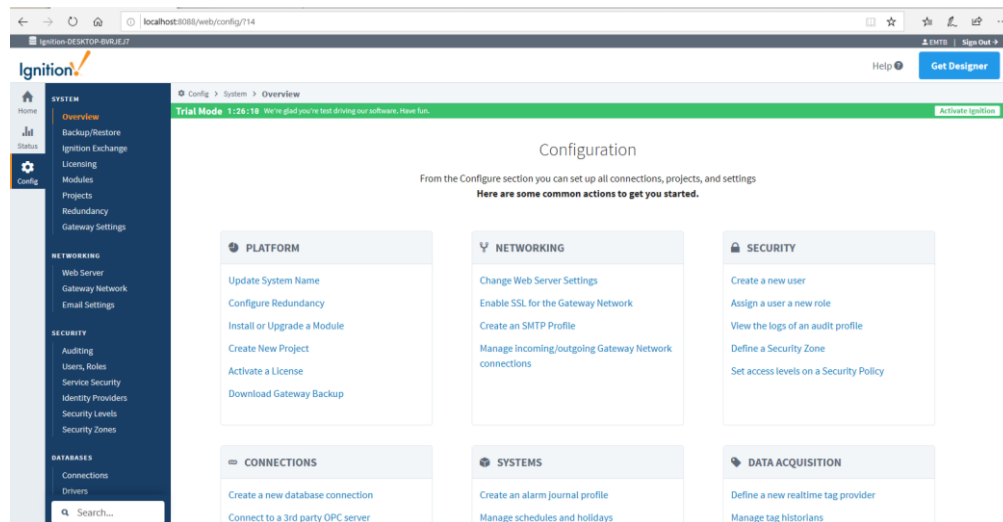 localhost:8088/web/config/?14
Ignition-DESKTOP-BVRJEJ7
EMTB | Sign Out
Ignition!
Help
Get Designer
Home
Status
Config
SYSTEM
Overview
Backup/Restore
Ignition Exchange
Licensing
Modules
Projects
Redundancy
Gateway Settings
NETWORKING
Web Server
Gateway Network
Email Settings
SECURITY
Auditing
Users, Roles
Service Security
Identity Providers
Security Levels
Security Zones
DATABASES
Connections
Drivers
Search...
Config > System > Overview
Trial Mode 1:26:18 We're glad you're test driving our software. Have fun.
Activate Ignition
Configuration
From the Configure section you can set up all connections, projects, and settings
Here are some common actions to get you started.
PLATFORM
Update System Name
Configure Redundancy
Install or Upgrade a Module
Create New Project
Activate a License
Download Gateway Backup
NETWORKING
Change Web Server Settings
Enable SSL for the Gateway Network
Create an SMTP Profile
Manage incoming/outgoing Gateway Network
connections
SECURITY
Create a new user
Assign a user a new role
View the logs of an audit profile
Define a Security Zone
Set access levels on a Security Policy
CONNECTIONS
Create a new database connection
Connect to a 3rd party OPC server
SYSTEMS
Create an alarm journal profile
Manage schedules and holidays
DATA ACQUISITION
Define a new realtime tag provider
Manage tag historians